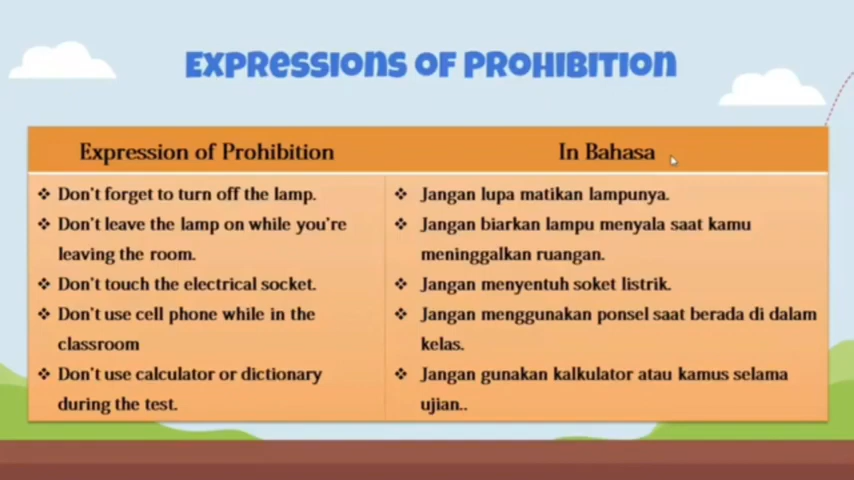 Expressions of Prohibition
Expression of Prohibition
In Bahasa
❖ Don't forget to turn off the lamp.
❖ Don't leave the lamp on while you're
leaving the room.
❖ Don't touch the electrical socket.
❖ Don't use cell phone while in the
classroom
❖ Don't use calculator or dictionary
during the test.
❖ Jangan lupa matikan lampunya.
❖ Jangan biarkan lampu menyala saat kamu
meninggalkan ruangan.
❖ Jangan menyentuh soket listrik.
❖ Jangan menggunakan ponsel saat berada di dalam
kelas.
❖ Jangan gunakan kalkulator atau kamus selama
ujian..